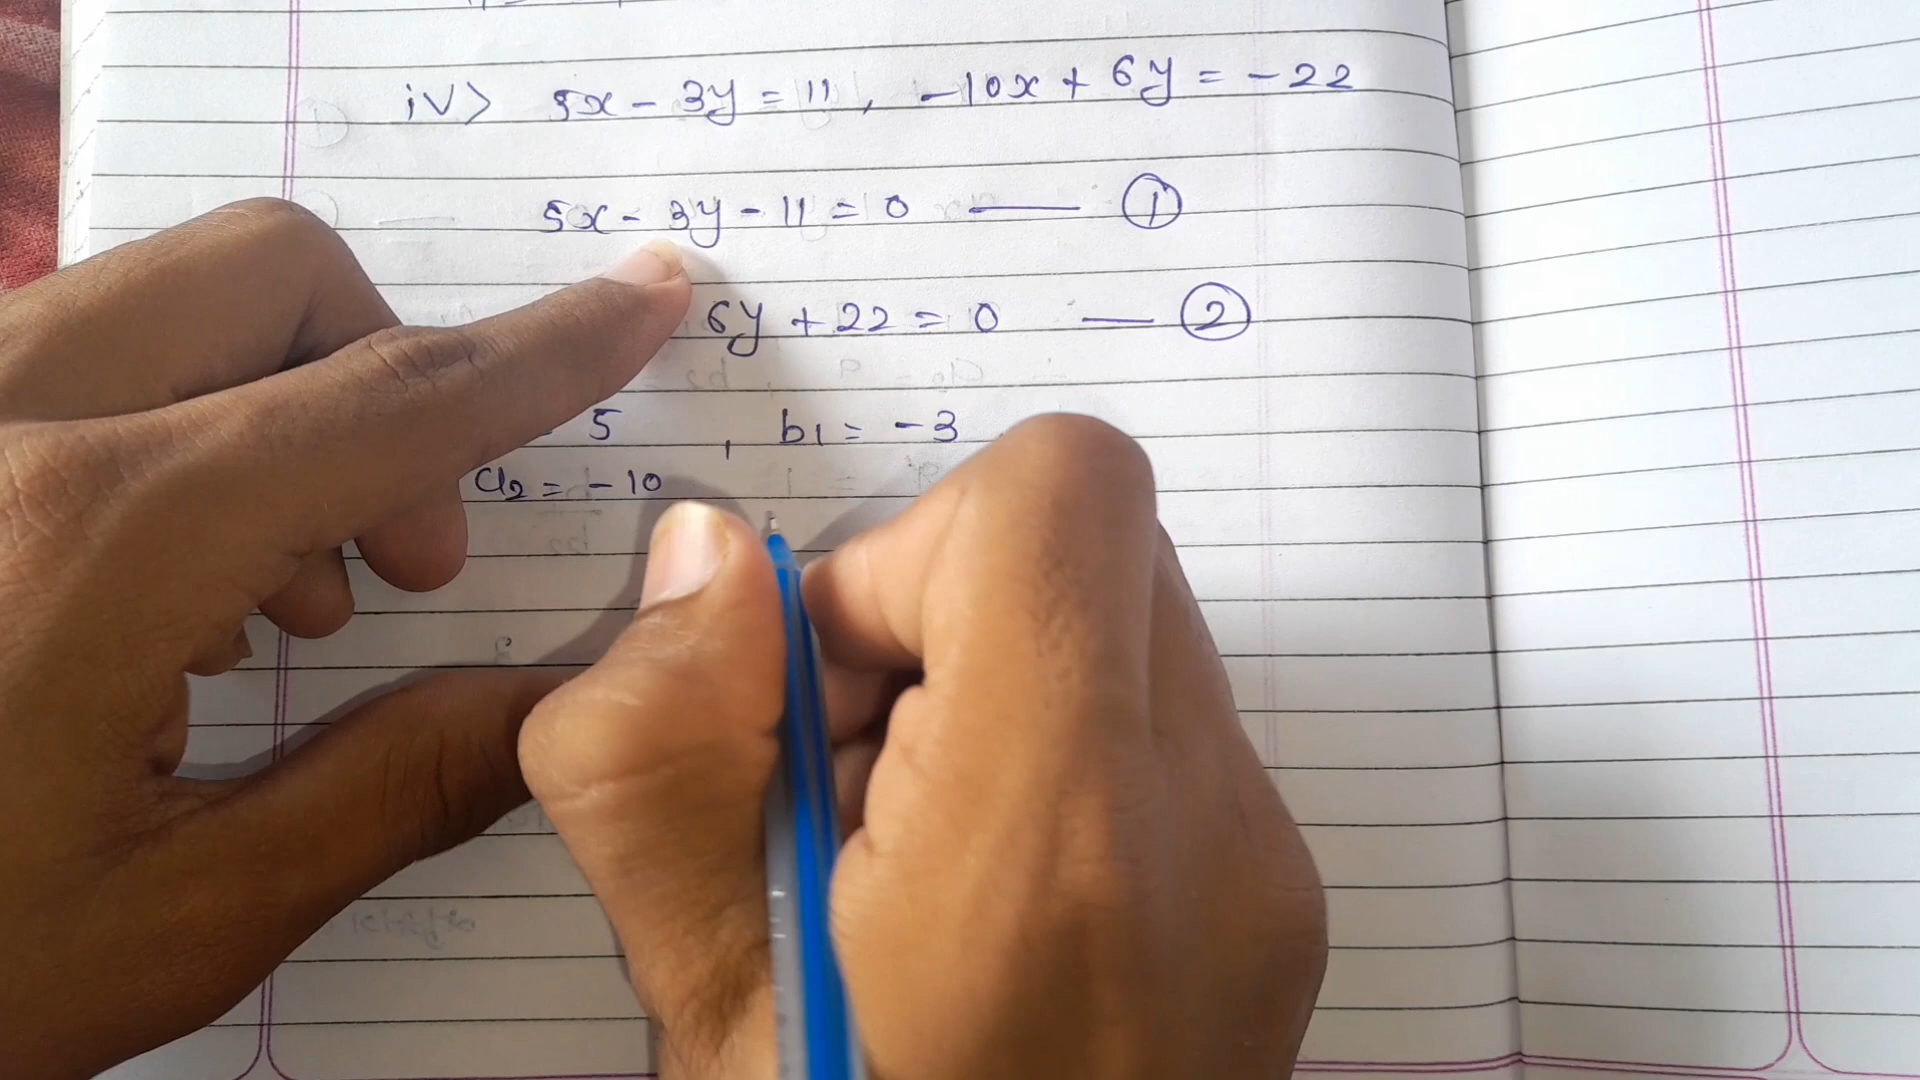 iv> 5x - 3y = 11, -10x + 6y = -22
5x - 3y - 11 = 0 — ①
6y + 22 = 0 — ②
= 5 , b1 = -3
a2 = -10